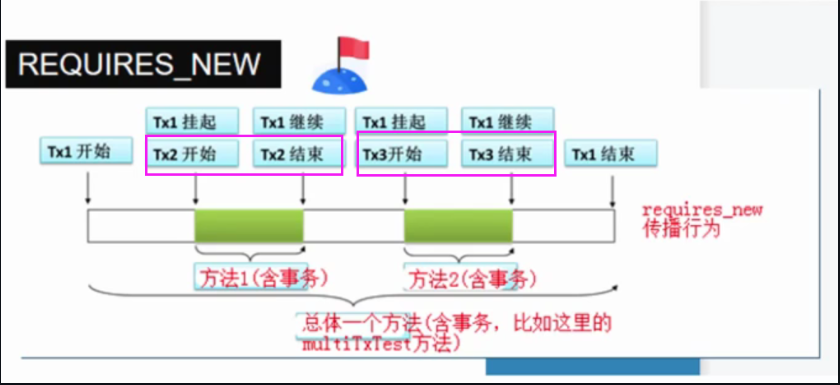 REQUIRES_NEW
Tx1 挂起
Tx1 继续
Tx1 挂起
Tx1 继续
Tx1 开始
Tx2 开始
Tx2 结束
Tx3开始
Tx3 结束
Tx1 结束
requires_new
传播行为
方法1(含事务)
方法2(含事务)
总体一个方法(含事务，比如这里的
multiTxTest方法)